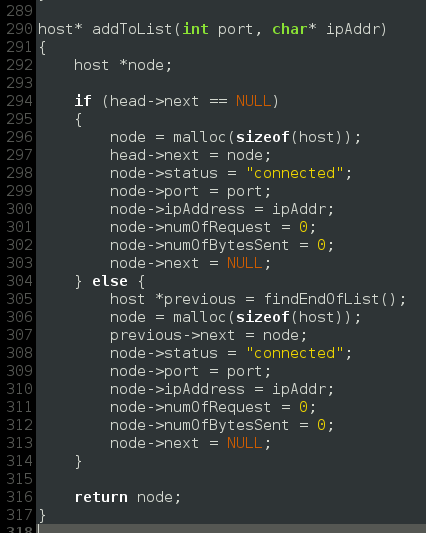 289
290 host* addToList(int port, char* ipAddr)
291 {
292     host *node;
293
294     if (head->next == NULL)
295     {
296         node = malloc(sizeof(host));
297         head->next = node;
298         node->status = "connected";
299         node->port = port;
300         node->ipAddress = ipAddr;
301         node->numOfRequest = 0;
302         node->numOfBytesSent = 0;
303         node->next = NULL;
304     } else {
305         host *previous = findEndOfList();
306         node = malloc(sizeof(host));
307         previous->next = node;
308         node->status = "connected";
309         node->port = port;
310         node->ipAddress = ipAddr;
311         node->numOfRequest = 0;
312         node->numOfBytesSent = 0;
313         node->next = NULL;
314     }
315
316     return node;
317 }
318